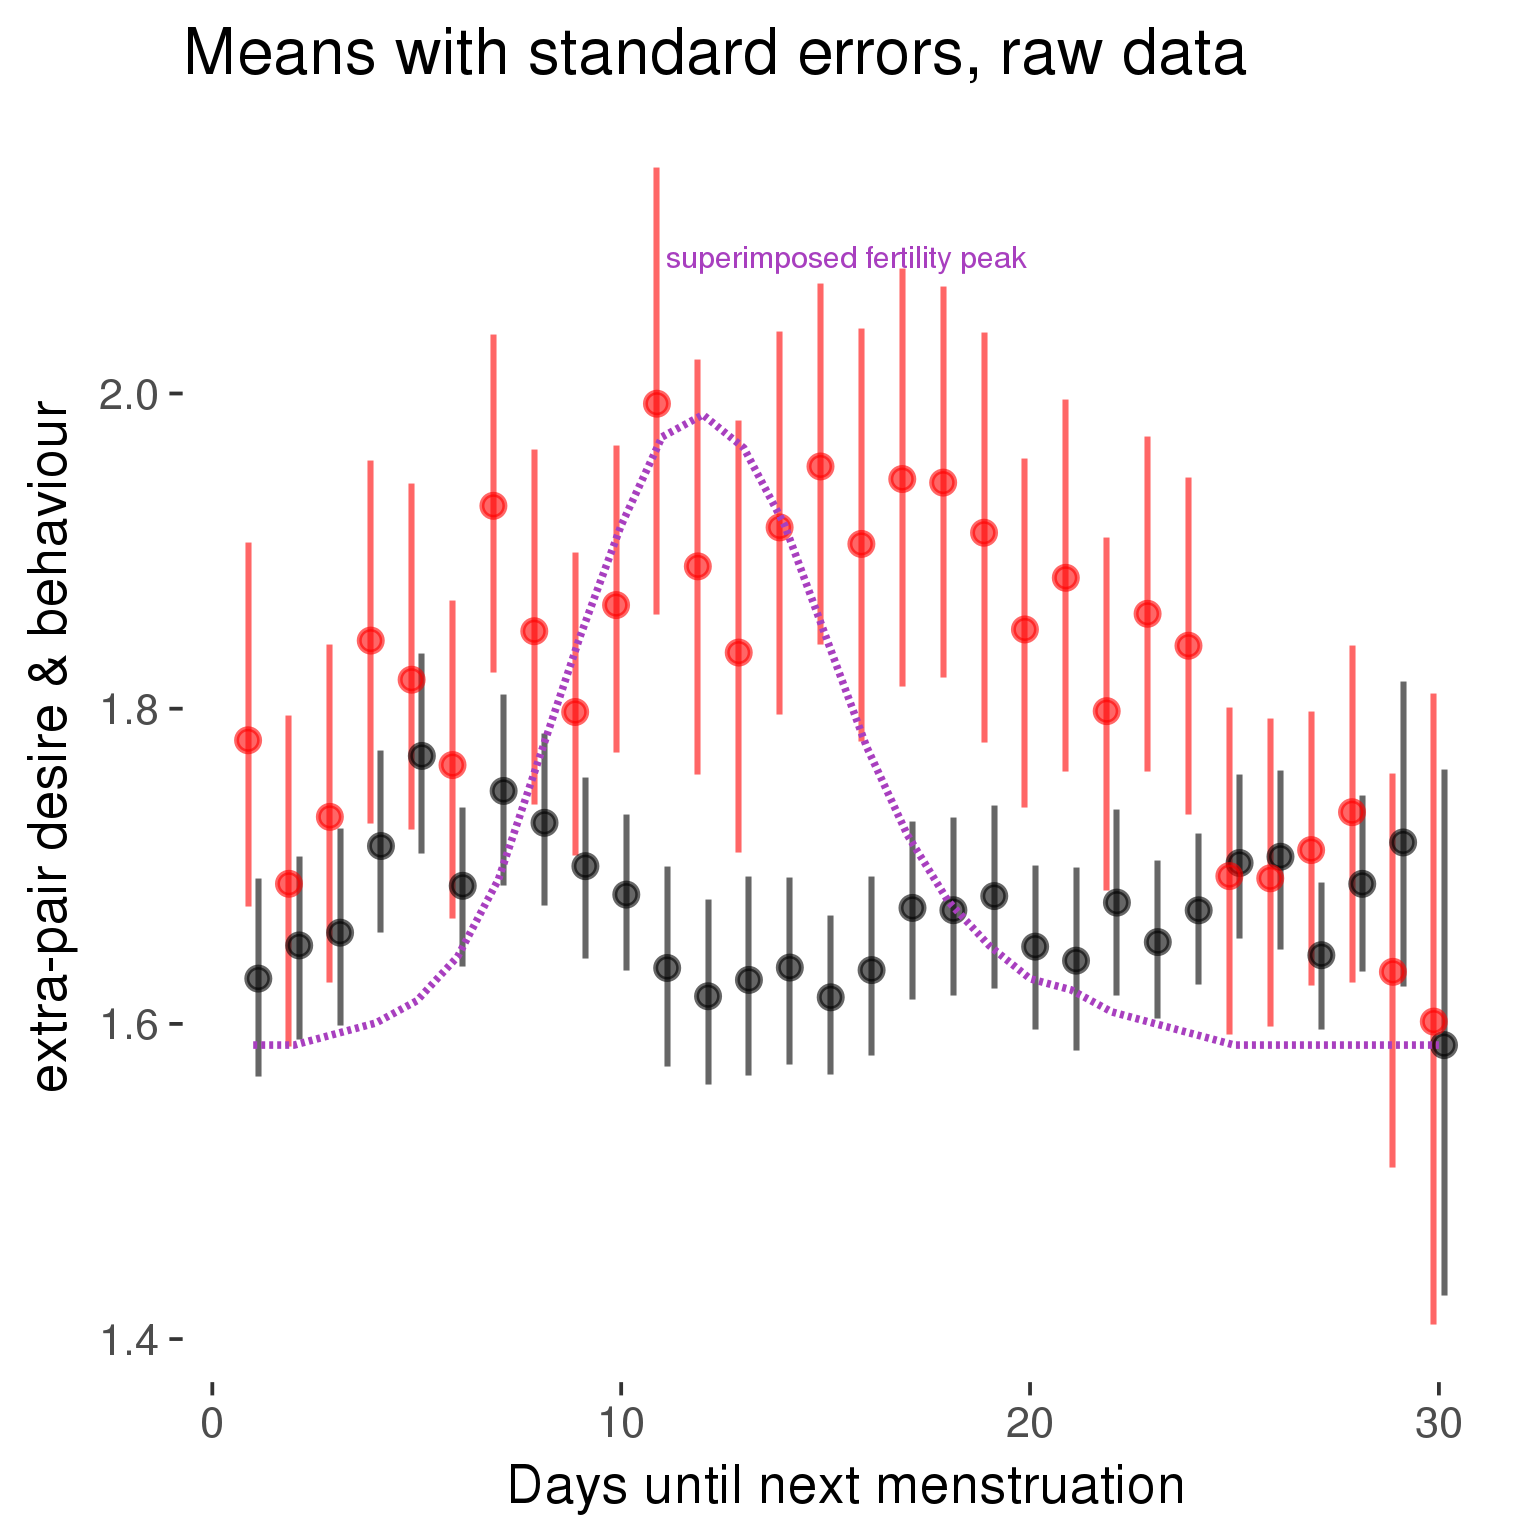 Means with standard errors, raw data
superimposed fertility peak
extra-pair desire & behaviour
2.0
1.8
1.6
1.4
0 10 20 30
Days until next menstruation